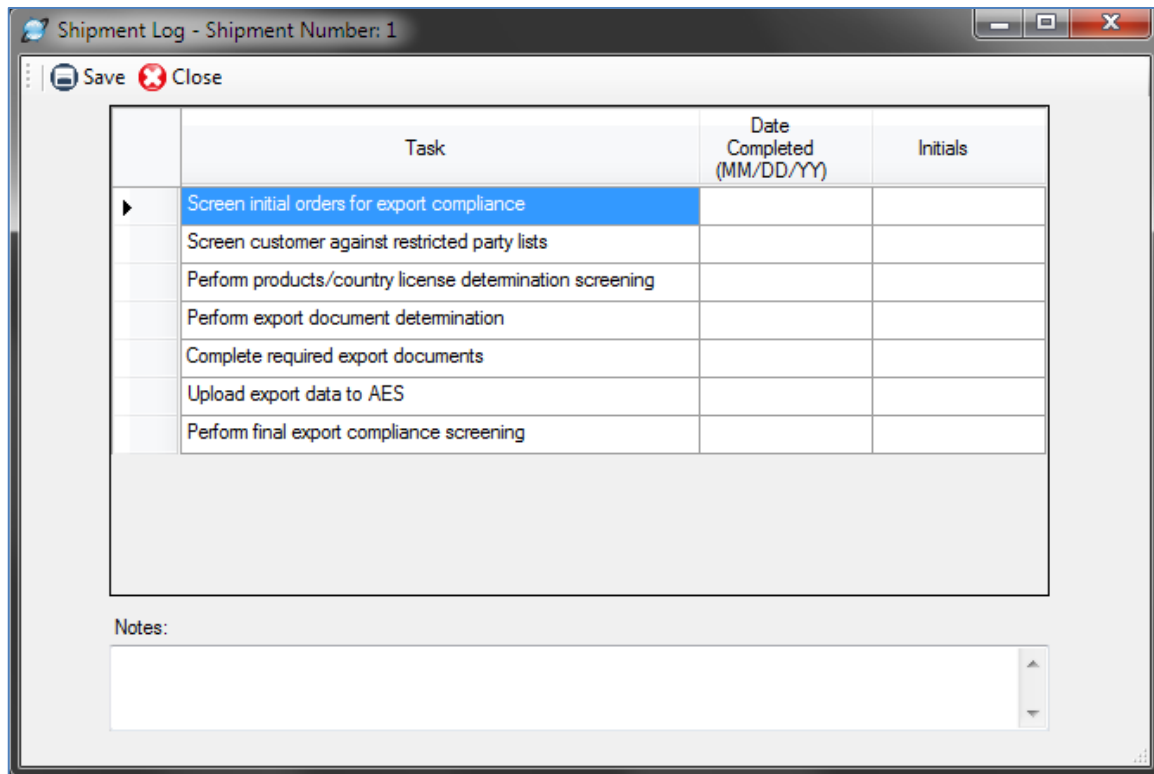 Shipment Log - Shipment Number: 1
Save Close
Task
Date
Completed
(MM/DD/YY)
Initials
Screen initial orders for export compliance
Screen customer against restricted party lists
Perform products/country license determination screening
Perform export document determination
Complete required export documents
Upload export data to AES
Perform final export compliance screening
Notes: